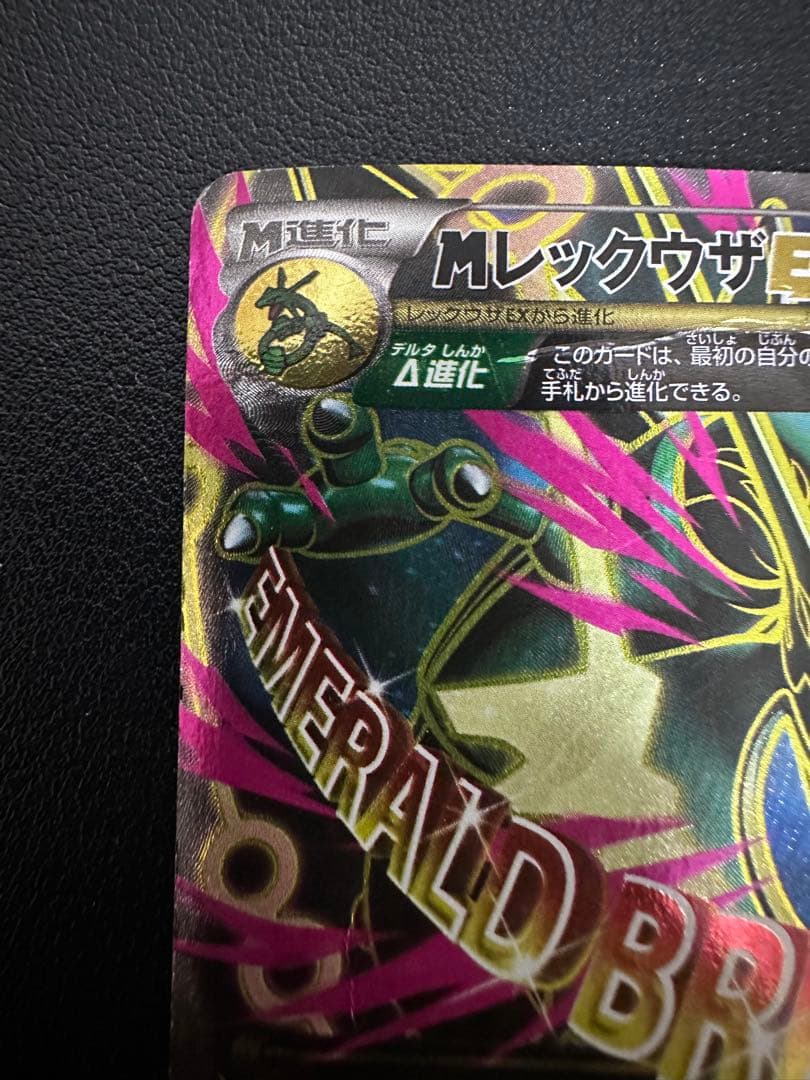 M進化
MレックウザE
レックウザEXから進化
デルタ しんか
Δ進化
さいしょ じぶん
このカードは、最初の自分の
てふだ しんか
手札から進化できる。
EMERALD BR